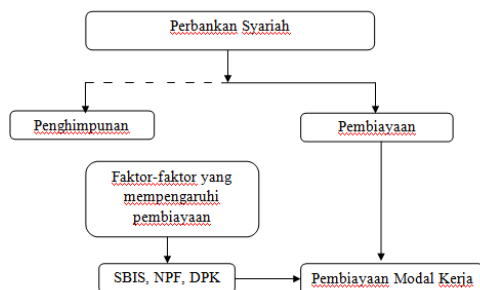 Perbankan Syariah
Penghimpunan
Pembiayaan
Faktor-faktor yang
mempengaruhi
pembiayaan
SBIS, NPF, DPK
Pembiayaan Modal Kerja